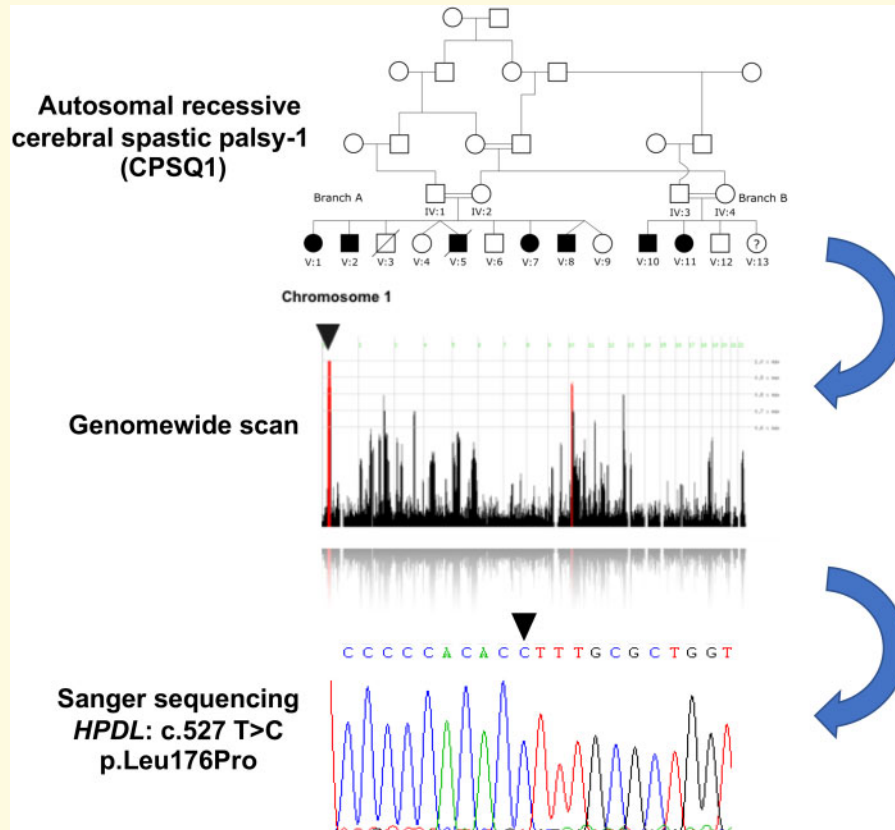 Autosomal recessive
cerebral spastic palsy-1
(CPSQ1)
Branch A
Branch B
IV:1
IV:2
IV:3
IV:4
?
V:1
V:2
V:3
V:4
V:5
V:6
V:7
V:8
V:9
V:10
V:11
V:12
V:13
Chromosome 1
Genomewide scan
C C C C C A C A C C T T T G C G C T G G T
Sanger sequencing
HPDL: c.527 T>C
p.Leu176Pro